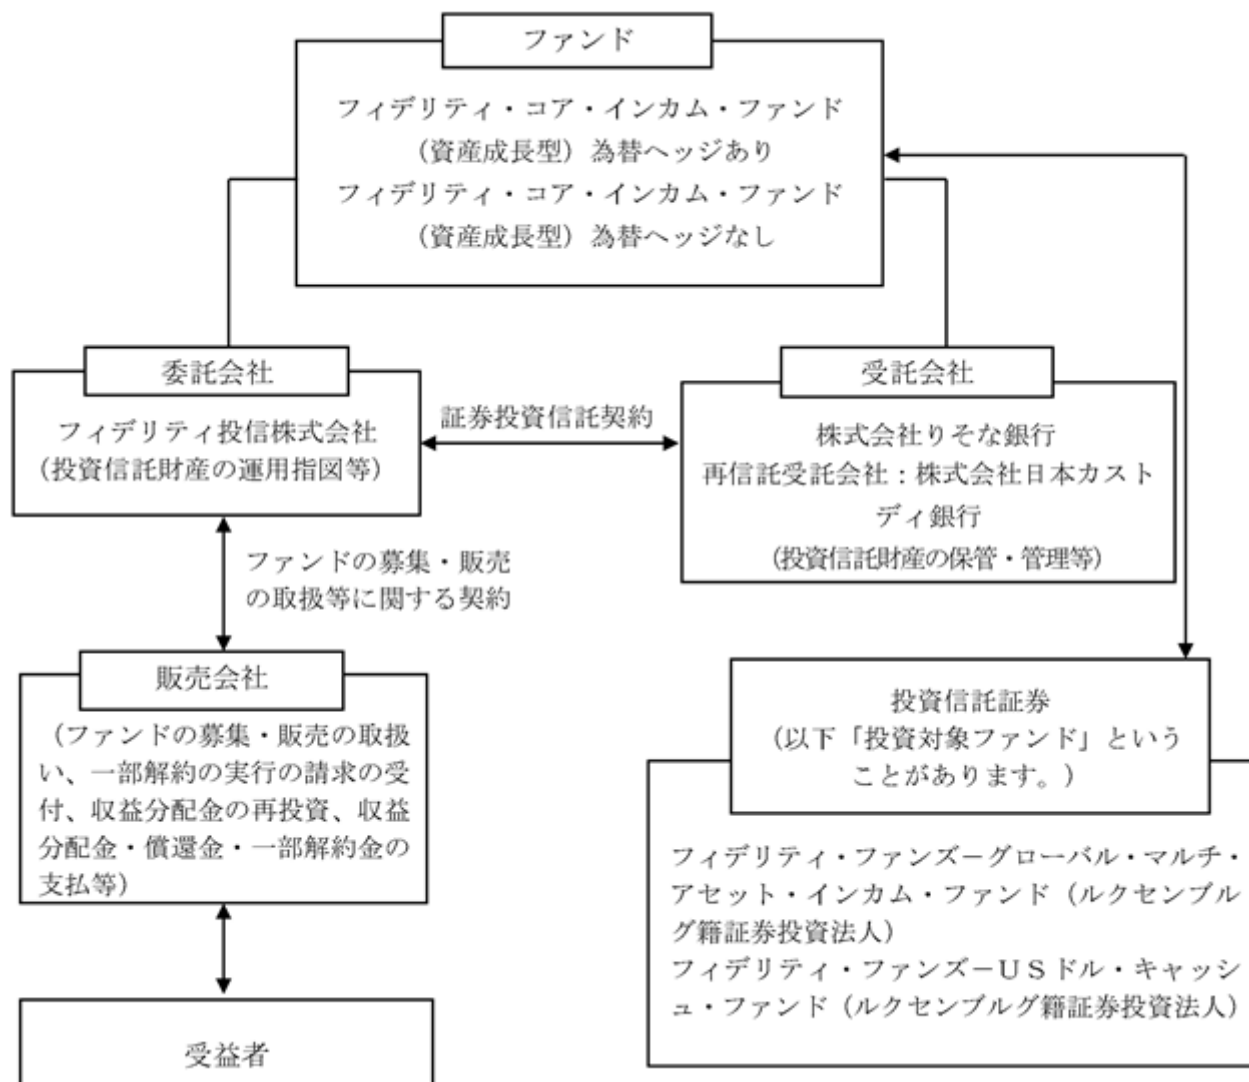 ファンド
フィデリティ・コア・インカム・ファンド
（資産成長型）為替ヘッジあり
フィデリティ・コア・インカム・ファンド
（資産成長型）為替ヘッジなし
委託会社
フィデリティ投信株式会社
（投資信託財産の運用指図等）
証券投資信託契約
受託会社
株式会社りそな銀行
再信託受託会社：株式会社日本カスト
ディ銀行
（投資信託財産の保管・管理等）
ファンドの募集・販売
の取扱等に関する契約
販売会社
（ファンドの募集・販売の取扱
い、一部解約の実行の請求の受
付、収益分配金の再投資、収益
分配金・償還金・一部解約金の
支払等）
受益者
投資信託証券
（以下「投資対象ファンド」という
ことがあります。）
フィデリティ・ファンズ－グローバル・マルチ・
アセット・インカム・ファンド（ルクセンブル
グ籍証券投資法人）
フィデリティ・ファンズ－ＵＳドル・キャッシ
ュ・ファンド（ルクセンブルグ籍証券投資法人）